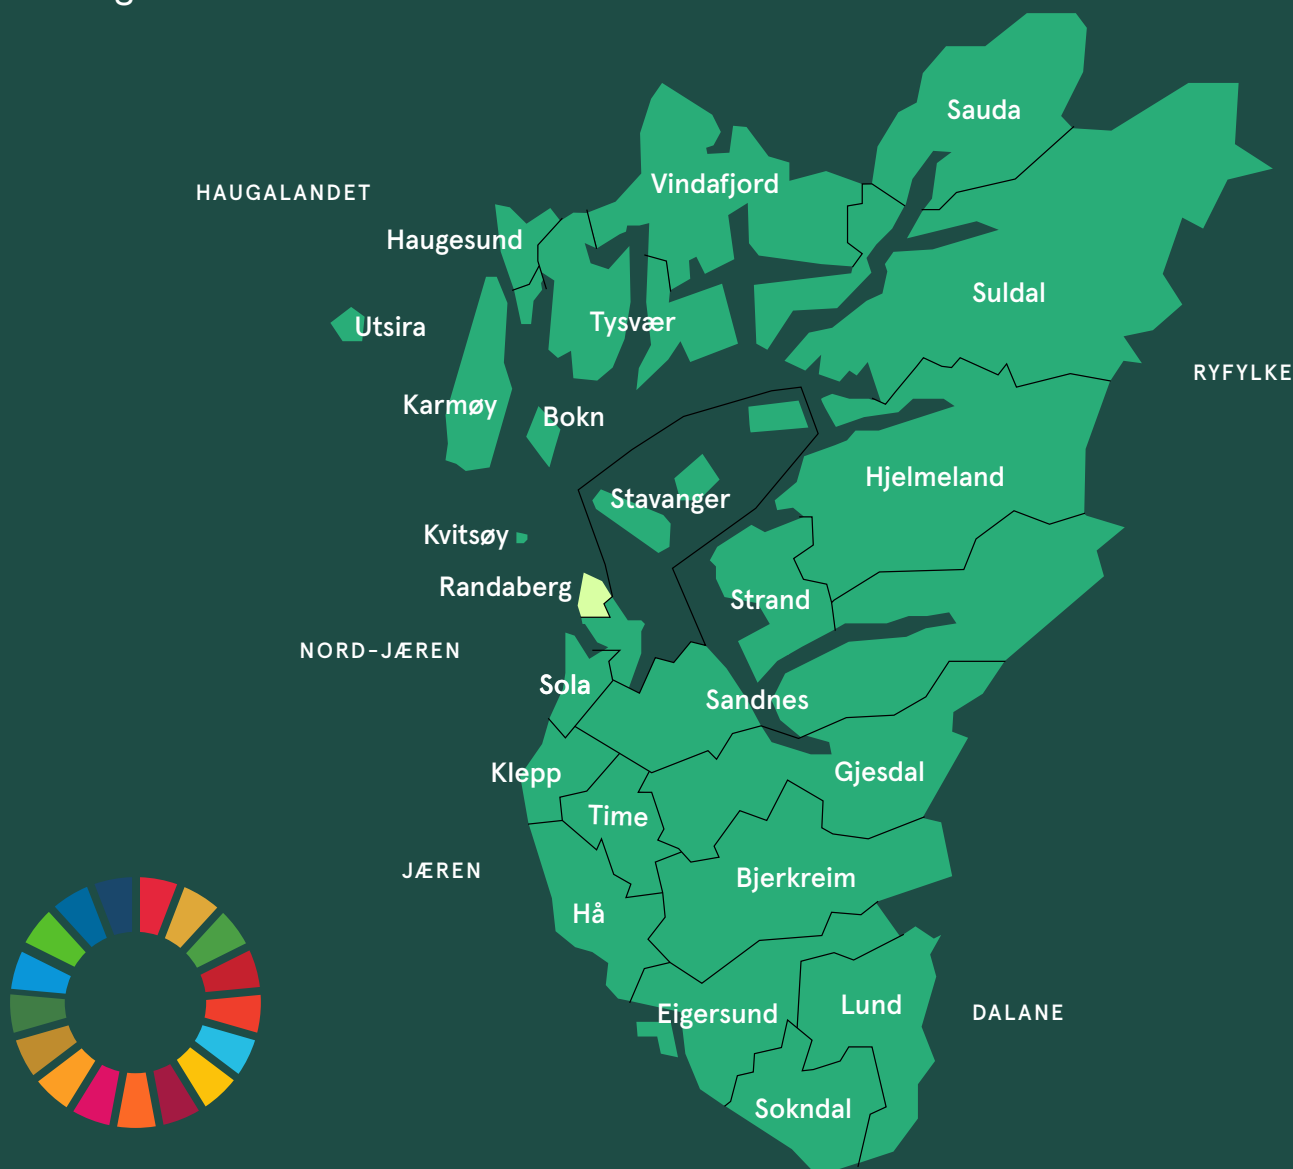 Sauda
Vindafjord
HAUGALANDET
Haugesund
Suldal
Utsira
Tysvær
RYFYLKE
Karmøy
Bokn
Hjelmeland
Stavanger
Kvitsøy
Randaberg
Strand
NORD-JÆREN
Sola
Sandnes
Klepp
Gjesdal
Time
JÆREN
Bjerkreim
Hå
Lund
DALANE
Eigersund
Sokndal